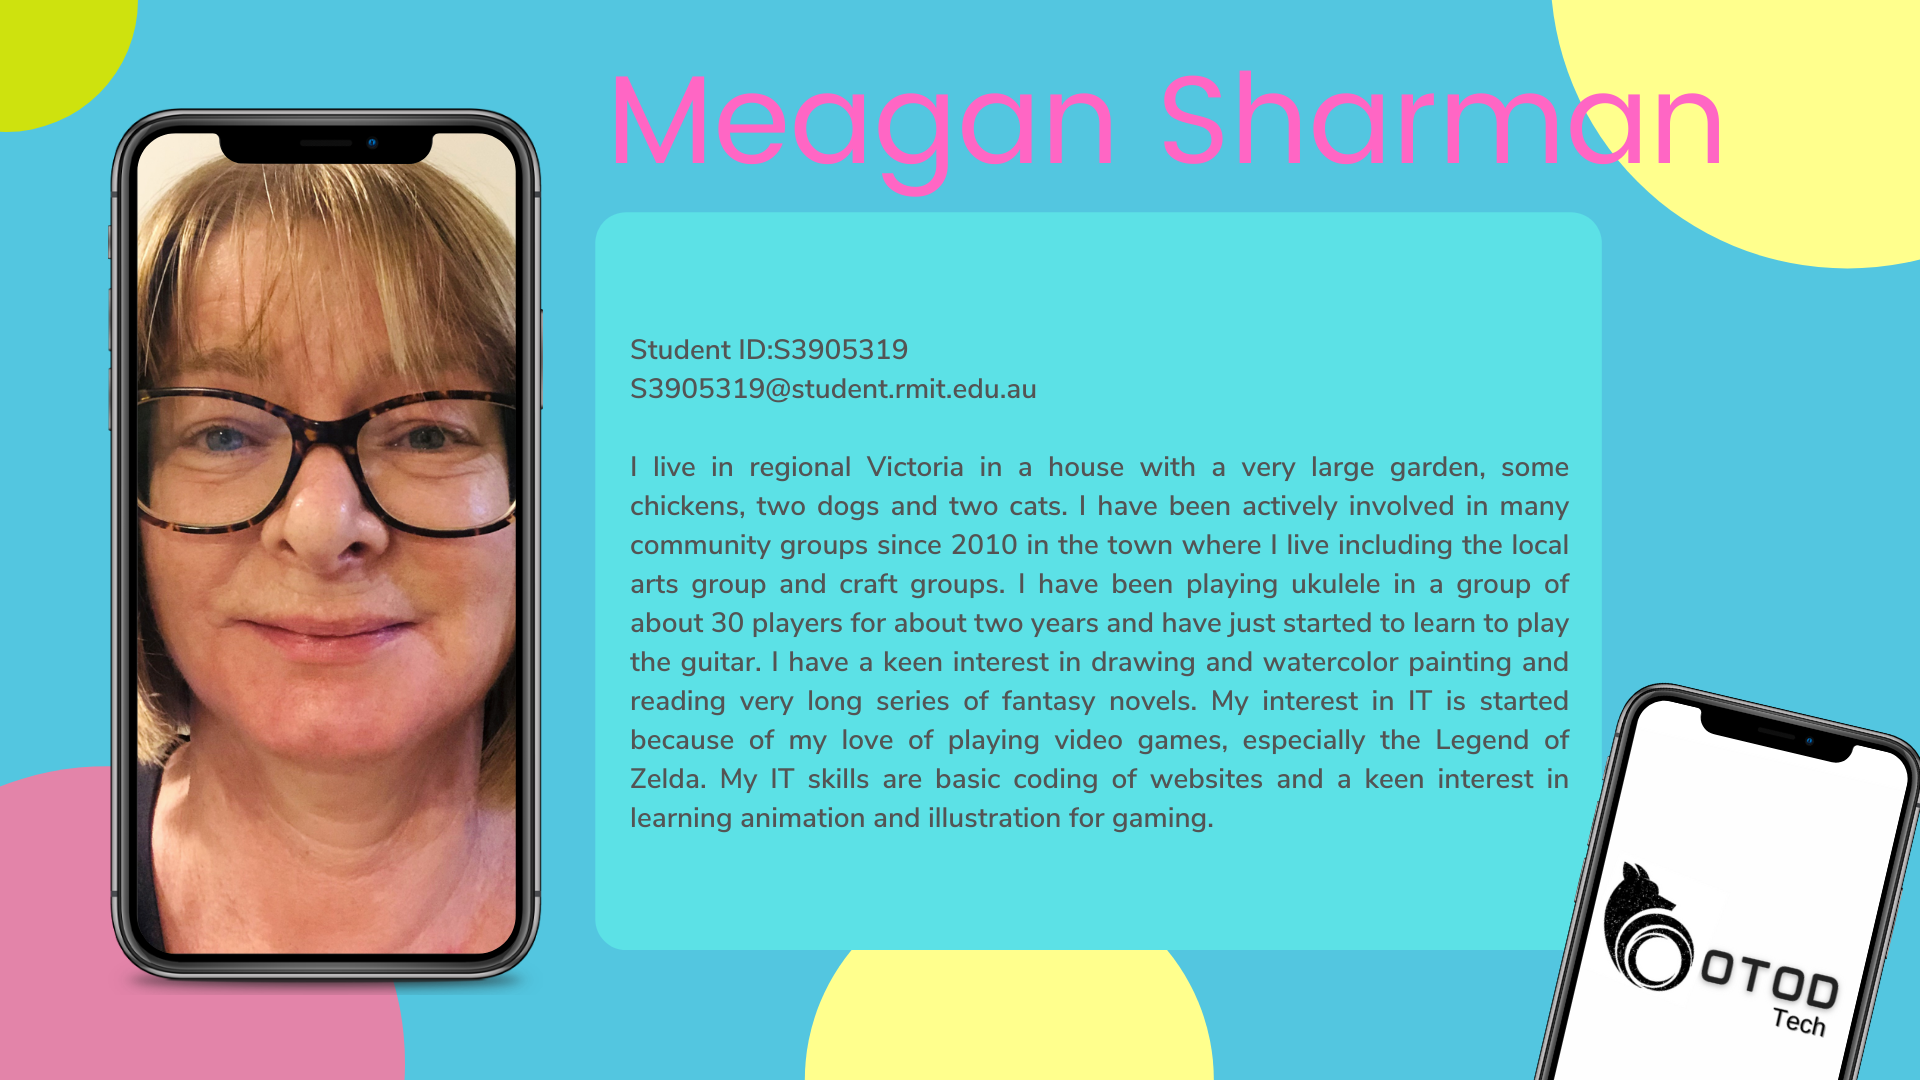 Meagan Sharman
Student ID:S3905319
S3905319@student.rmit.edu.au
I live in regional Victoria in a house with a very large garden, some
chickens, two dogs and two cats. I have been actively involved in many
community groups since 2010 in the town where I live including the local
arts group and craft groups. I have been playing ukulele in a group of
about 30 players for about two years and have just started to learn to play
the guitar. I have a keen interest in drawing and watercolor painting and
reading very long series of fantasy novels. My interest in IT is started
because of my love of playing video games, especially the Legend of
Zelda. My IT skills are basic coding of websites and a keen interest in
learning animation and illustration for gaming.
OTOD
Tech